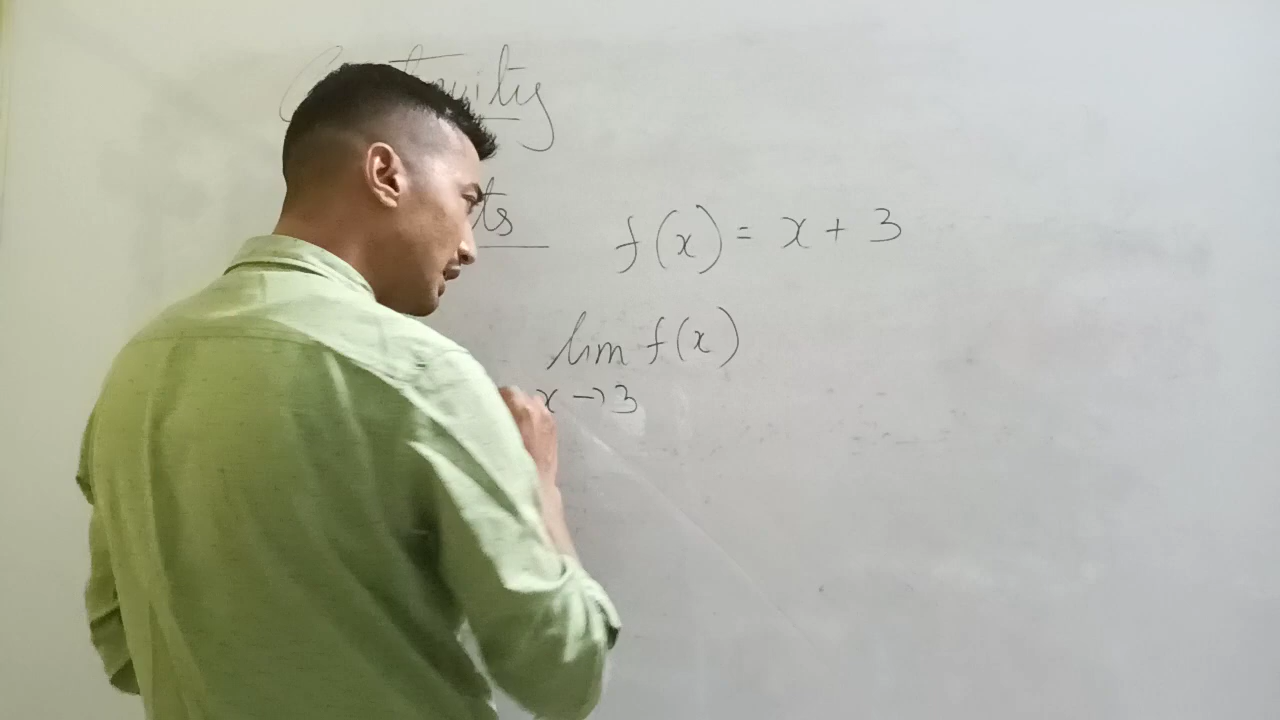 f(x) = x + 3
lim f(x)
x → 3